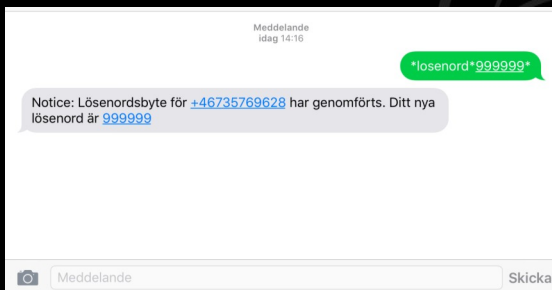 Meddelande
idag 14:16
*losenord*999999*
Notice: Lösenordsbyte för +46735769628 har genomförts. Ditt nya
lösenord är 999999
Meddelande
Skicka